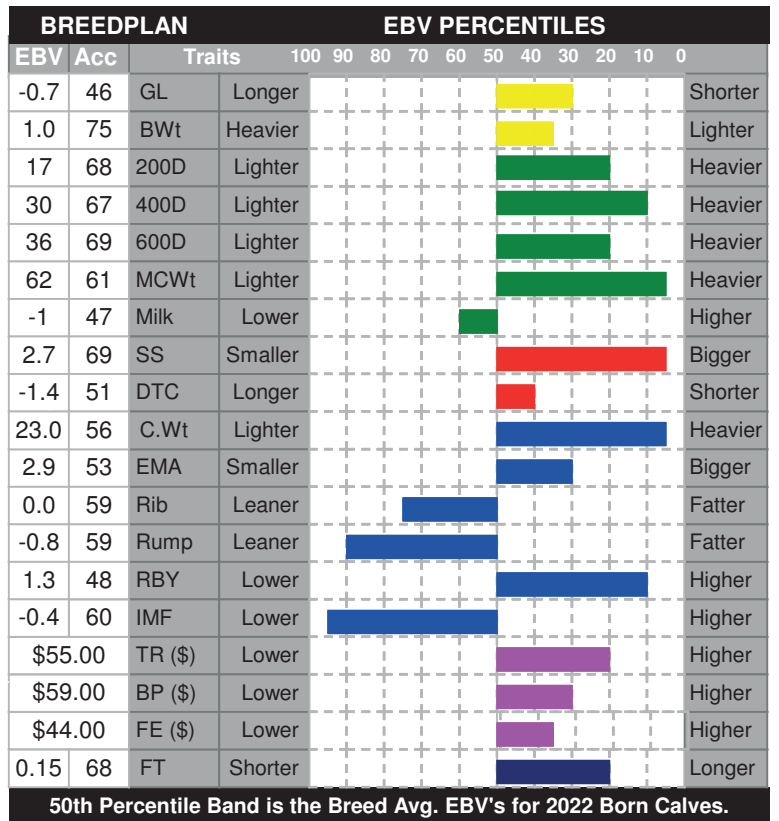 BREEDPLAN EBV PERCENTILES
EBV Acc Traits 100 90 80 70 60 50 40 30 20 10 0
-0.7 46 GL Longer Shorter
1.0 75 BWt Heavier Lighter
17 68 200D Lighter Heavier
30 67 400D Lighter Heavier
36 69 600D Lighter Heavier
62 61 MCWt Lighter Heavier
-1 47 Milk Lower Higher
2.7 69 SS Smaller Bigger
-1.4 51 DTC Longer Shorter
23.0 56 C.Wt Lighter Heavier
2.9 53 EMA Smaller Bigger
0.0 59 Rib Leaner Fatter
-0.8 59 Rump Leaner Fatter
1.3 48 RBY Lower Higher
-0.4 60 IMF Lower Higher
$55.00 TR ($) Lower Higher
$59.00 BP ($) Lower Higher
$44.00 FE ($) Lower Higher
0.15 68 FT Shorter Longer
50th Percentile Band is the Breed Avg. EBV's for 2022 Born Calves.